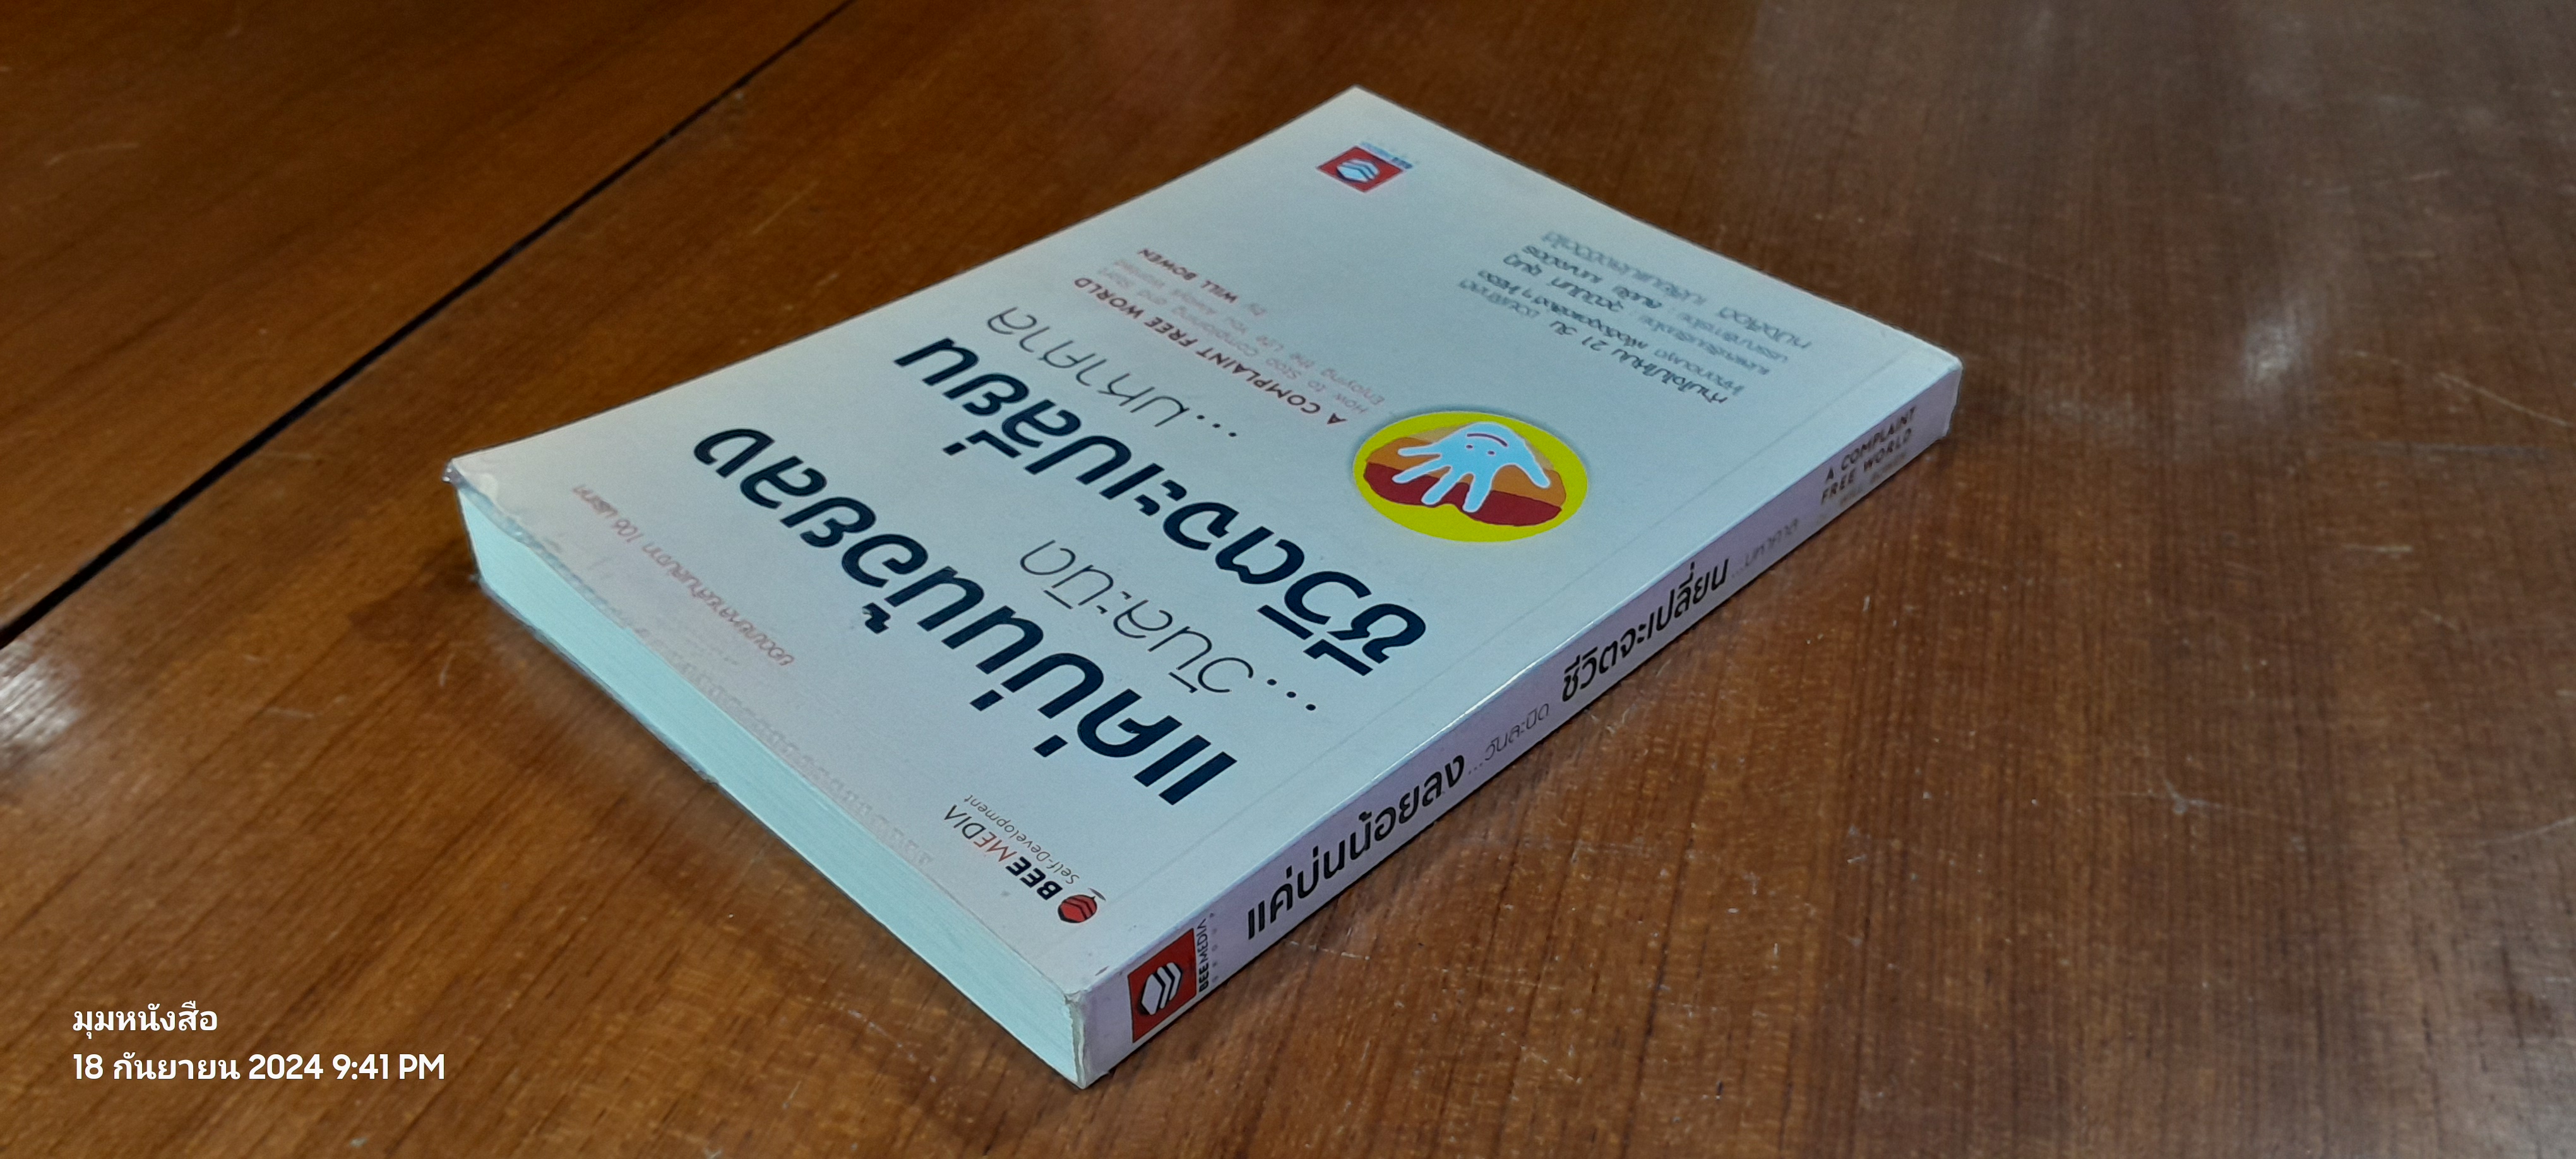 BEE MEDIA
Self-Development
แค่บ่นน้อยลง
...วันละนิด
ชีวิตจะเปลี่ยน
...มหาศาล
A COMPLAINT FREE WORLD
How to Stop Complaining and Start
Enjoying the Life You Always Wanted
by WILL BOWEN
BEE MEDIA
แค่บ่นน้อยลง ...วันละนิด ชีวิตจะเปลี่ยน ...มหาศาล
A COMPLAINT
FREE WORLD
มุมหนังสือ
18 กันยายน 2024 9:41 PM